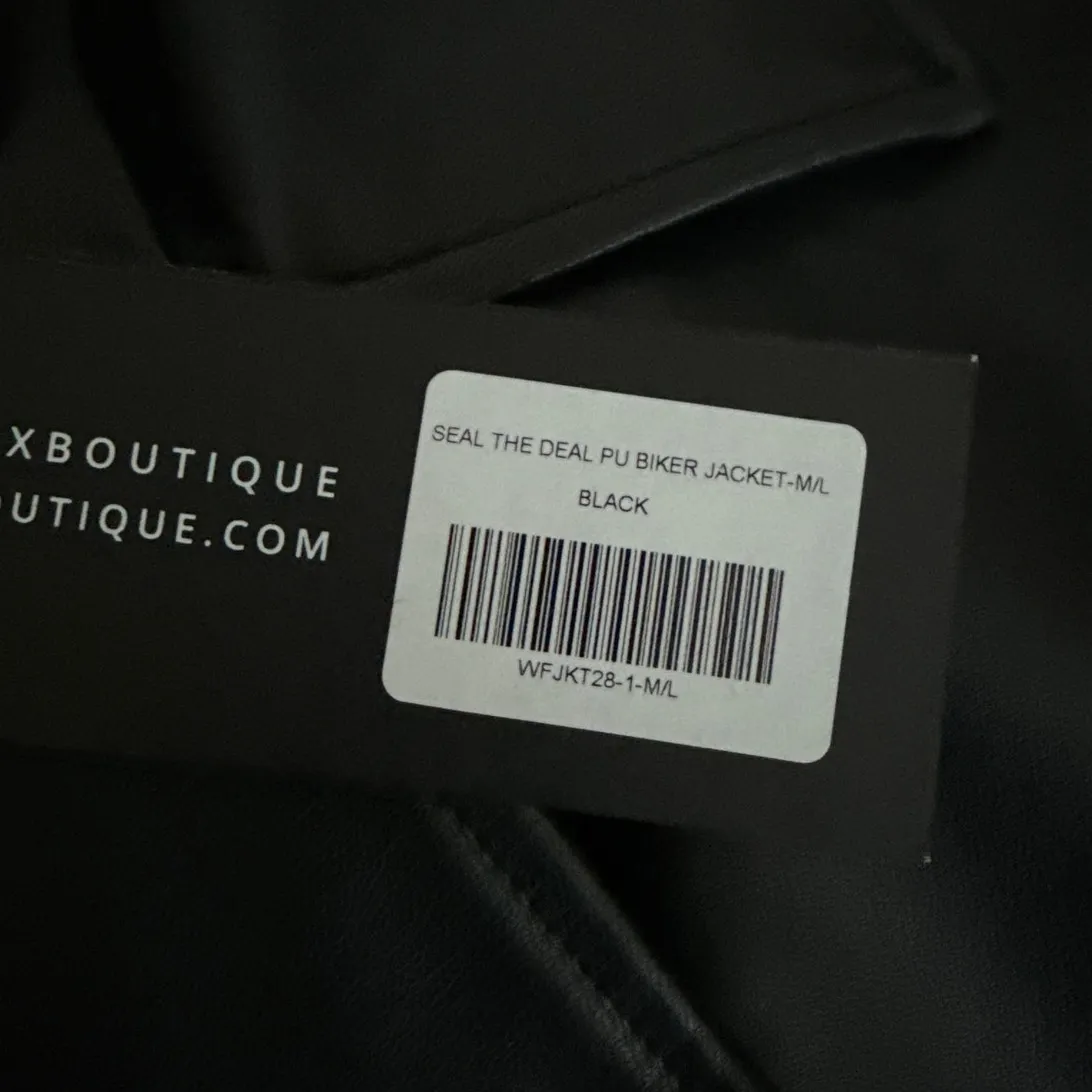 XBOUTIQUE
OUTIQUE.COM
SEAL THE DEAL PU BIKER JACKET-M/L
BLACK
WFJKT28-1-M/L